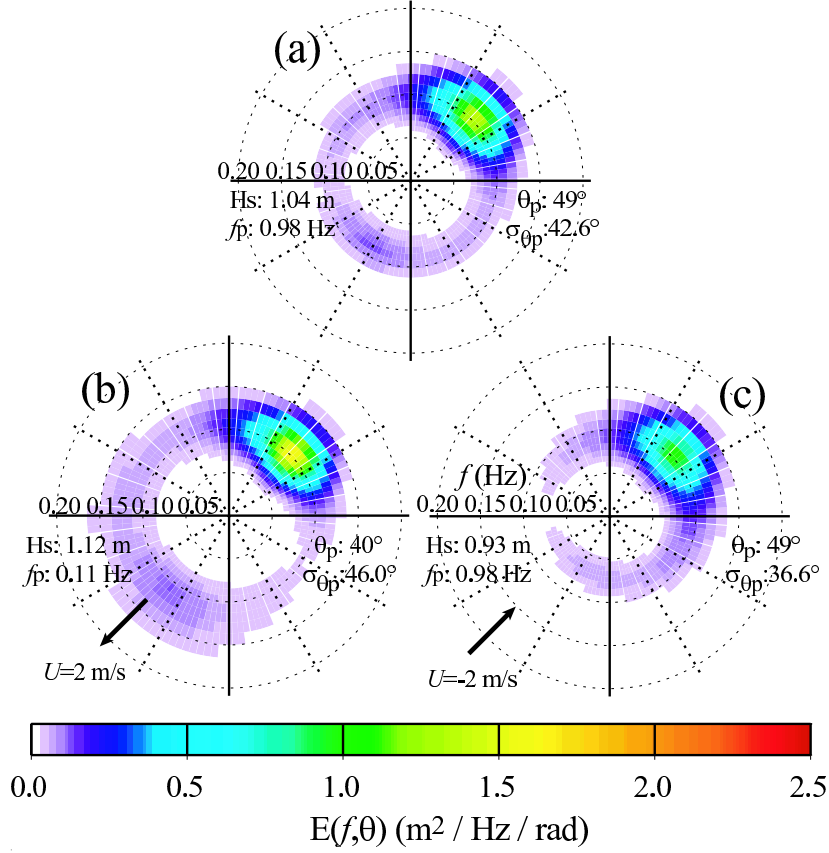 (a)
0.20 0.15 0.10 0.05
Hs: 1.04 m
θp: 49°
fp: 0.98 Hz
σθp: 42.6°
(b)
(c)
f (Hz)
0.20 0.15 0.10 0.05
0.20 0.15 0.10 0.05
Hs: 1.12 m
θp: 40°
Hs: 0.93 m
θp: 49°
fp: 0.11 Hz
σθp: 46.0°
fp: 0.98 Hz
σθp: 36.6°
U=2 m/s
U=-2 m/s
0.0 0.5 1.0 1.5 2.0 2.5
E(f,θ) (m2 / Hz / rad)